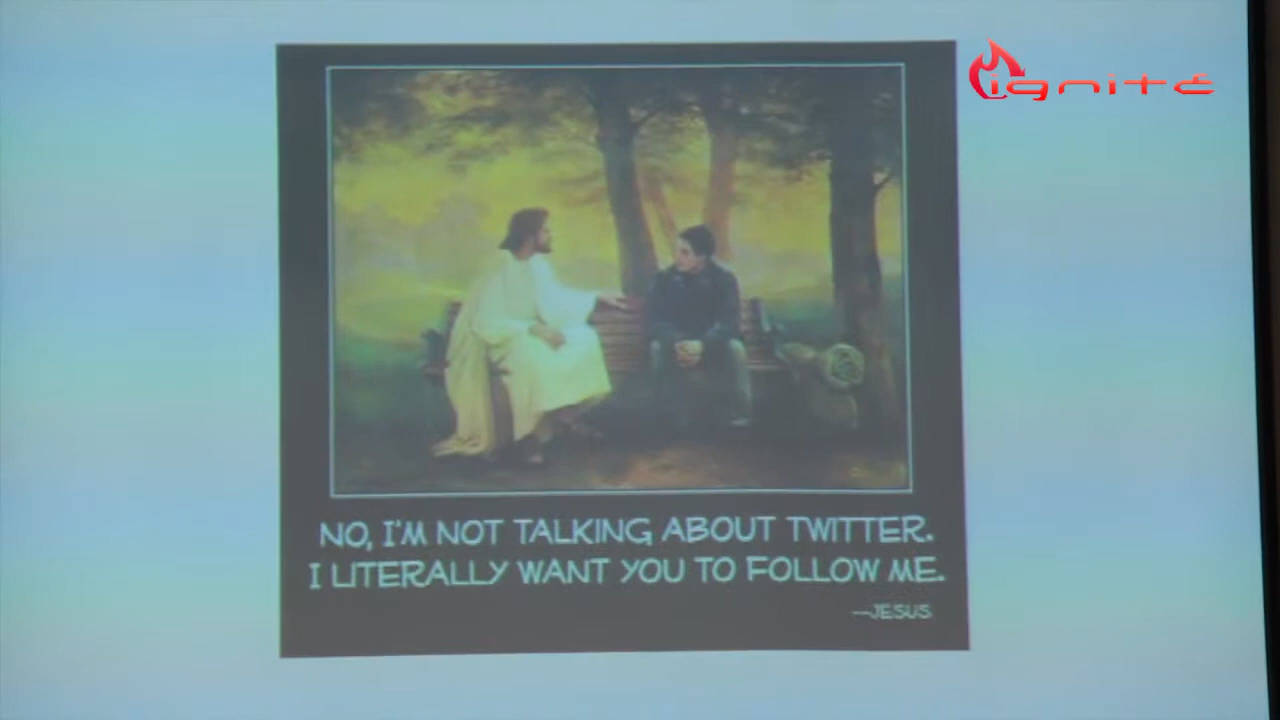 ignite
NO, I'M NOT TALKING ABOUT TWITTER.
I LITERALLY WANT YOU TO FOLLOW ME.
—JESUS